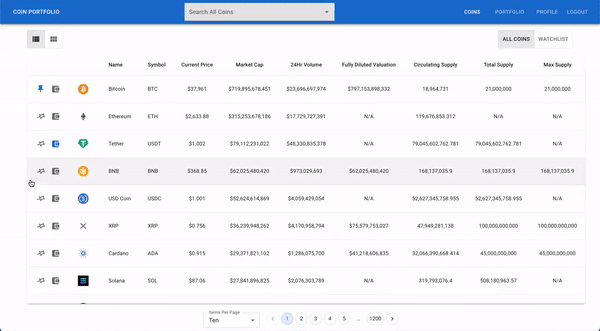 COIN PORTFOLIO Search All Coins COINS PORTFOLIO PROFILE LOGOUT
ALL COINS WATCHLIST
Name Symbol Current Price Market Cap 24Hr Volume Fully Diluted Valuation Circulating Supply Total Supply Max Supply
Bitcoin BTC $37,961 $719,895,678,451 $23,696,697,974 $797,153,898,332 18,964,731 21,000,000 21,000,000
Ethereum ETH $2,633.88 $315,253,678,186 $17,729,727,391 N/A 119,676,853.312 N/A N/A
Tether USDT $1.002 $79,112,231,022 $48,330,835,378 N/A 79,045,602,762.781 79,045,602,762.781 N/A
BNB BNB $368.85 $62,025,480,420 $973,029,693 $62,025,480,420 168,137,035.9 168,137,035.9 168,137,035.9
USD Coin USDC $1.001 $52,624,614,869 $4,059,429,054 N/A 52,627,345,758.955 52,627,345,758.955 N/A
XRP XRP $0.756 $36,239,948,262 $4,170,958,794 $75,579,753,027 47,949,281,138 100,000,000,000 100,000,000,000
Cardano ADA $0.915 $29,371,821,102 $1,286,075,700 $41,218,606,835 32,066,390,668.414 45,000,000,000 45,000,000,000
Solana SOL $87.06 $27,841,896,825 $2,076,303,789 N/A 319,793,076.4 508,180,963.57 N/A
Items Per Page
Ten 1 2 3 4 5 ... 1200